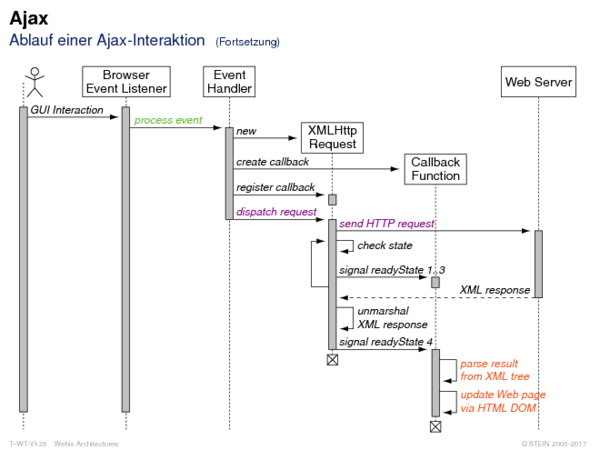 Ajax
Ablauf einer Ajax-Interaktion (Fortsetzung)
Browser
Event Listener
Event
Handler
Web Server
GUI Interaction
process event
new
XMLHttp
Request
create callback
Callback
Function
register callback
dispatch request
send HTTP request
check state
signal readyState 1..3
XML response
unmarshal
XML response
signal readyState 4
parse result
from XML tree
update Web page
via HTML DOM
T–WT:VI-25 Webis Architectures
© STEIN 2005-2017